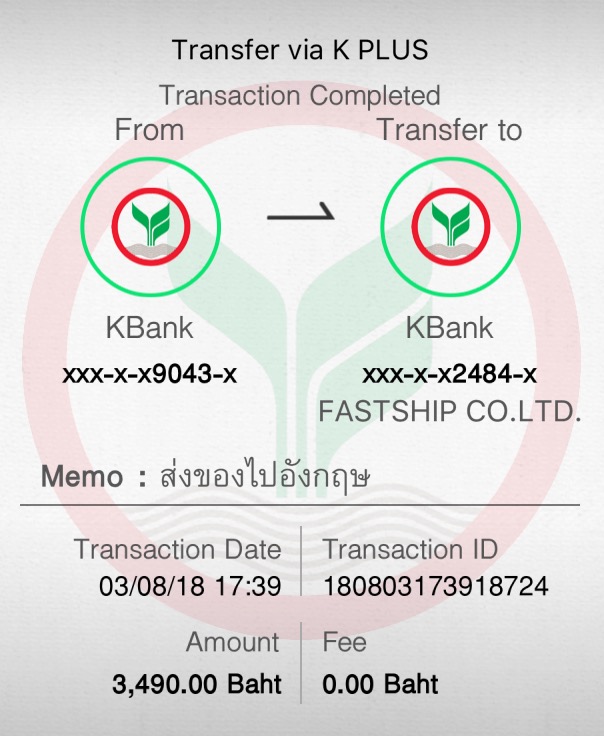 Transfer via K PLUS
Transaction Completed
From Transfer to
KBank KBank
xxx-x-x9043-x xxx-x-x2484-x
FASTSHIP CO.LTD.
Memo : ส่งของไปอังกฤษ
Transaction Date Transaction ID
03/08/18 17:39 180803173918724
Amount Fee
3,490.00 Baht 0.00 Baht